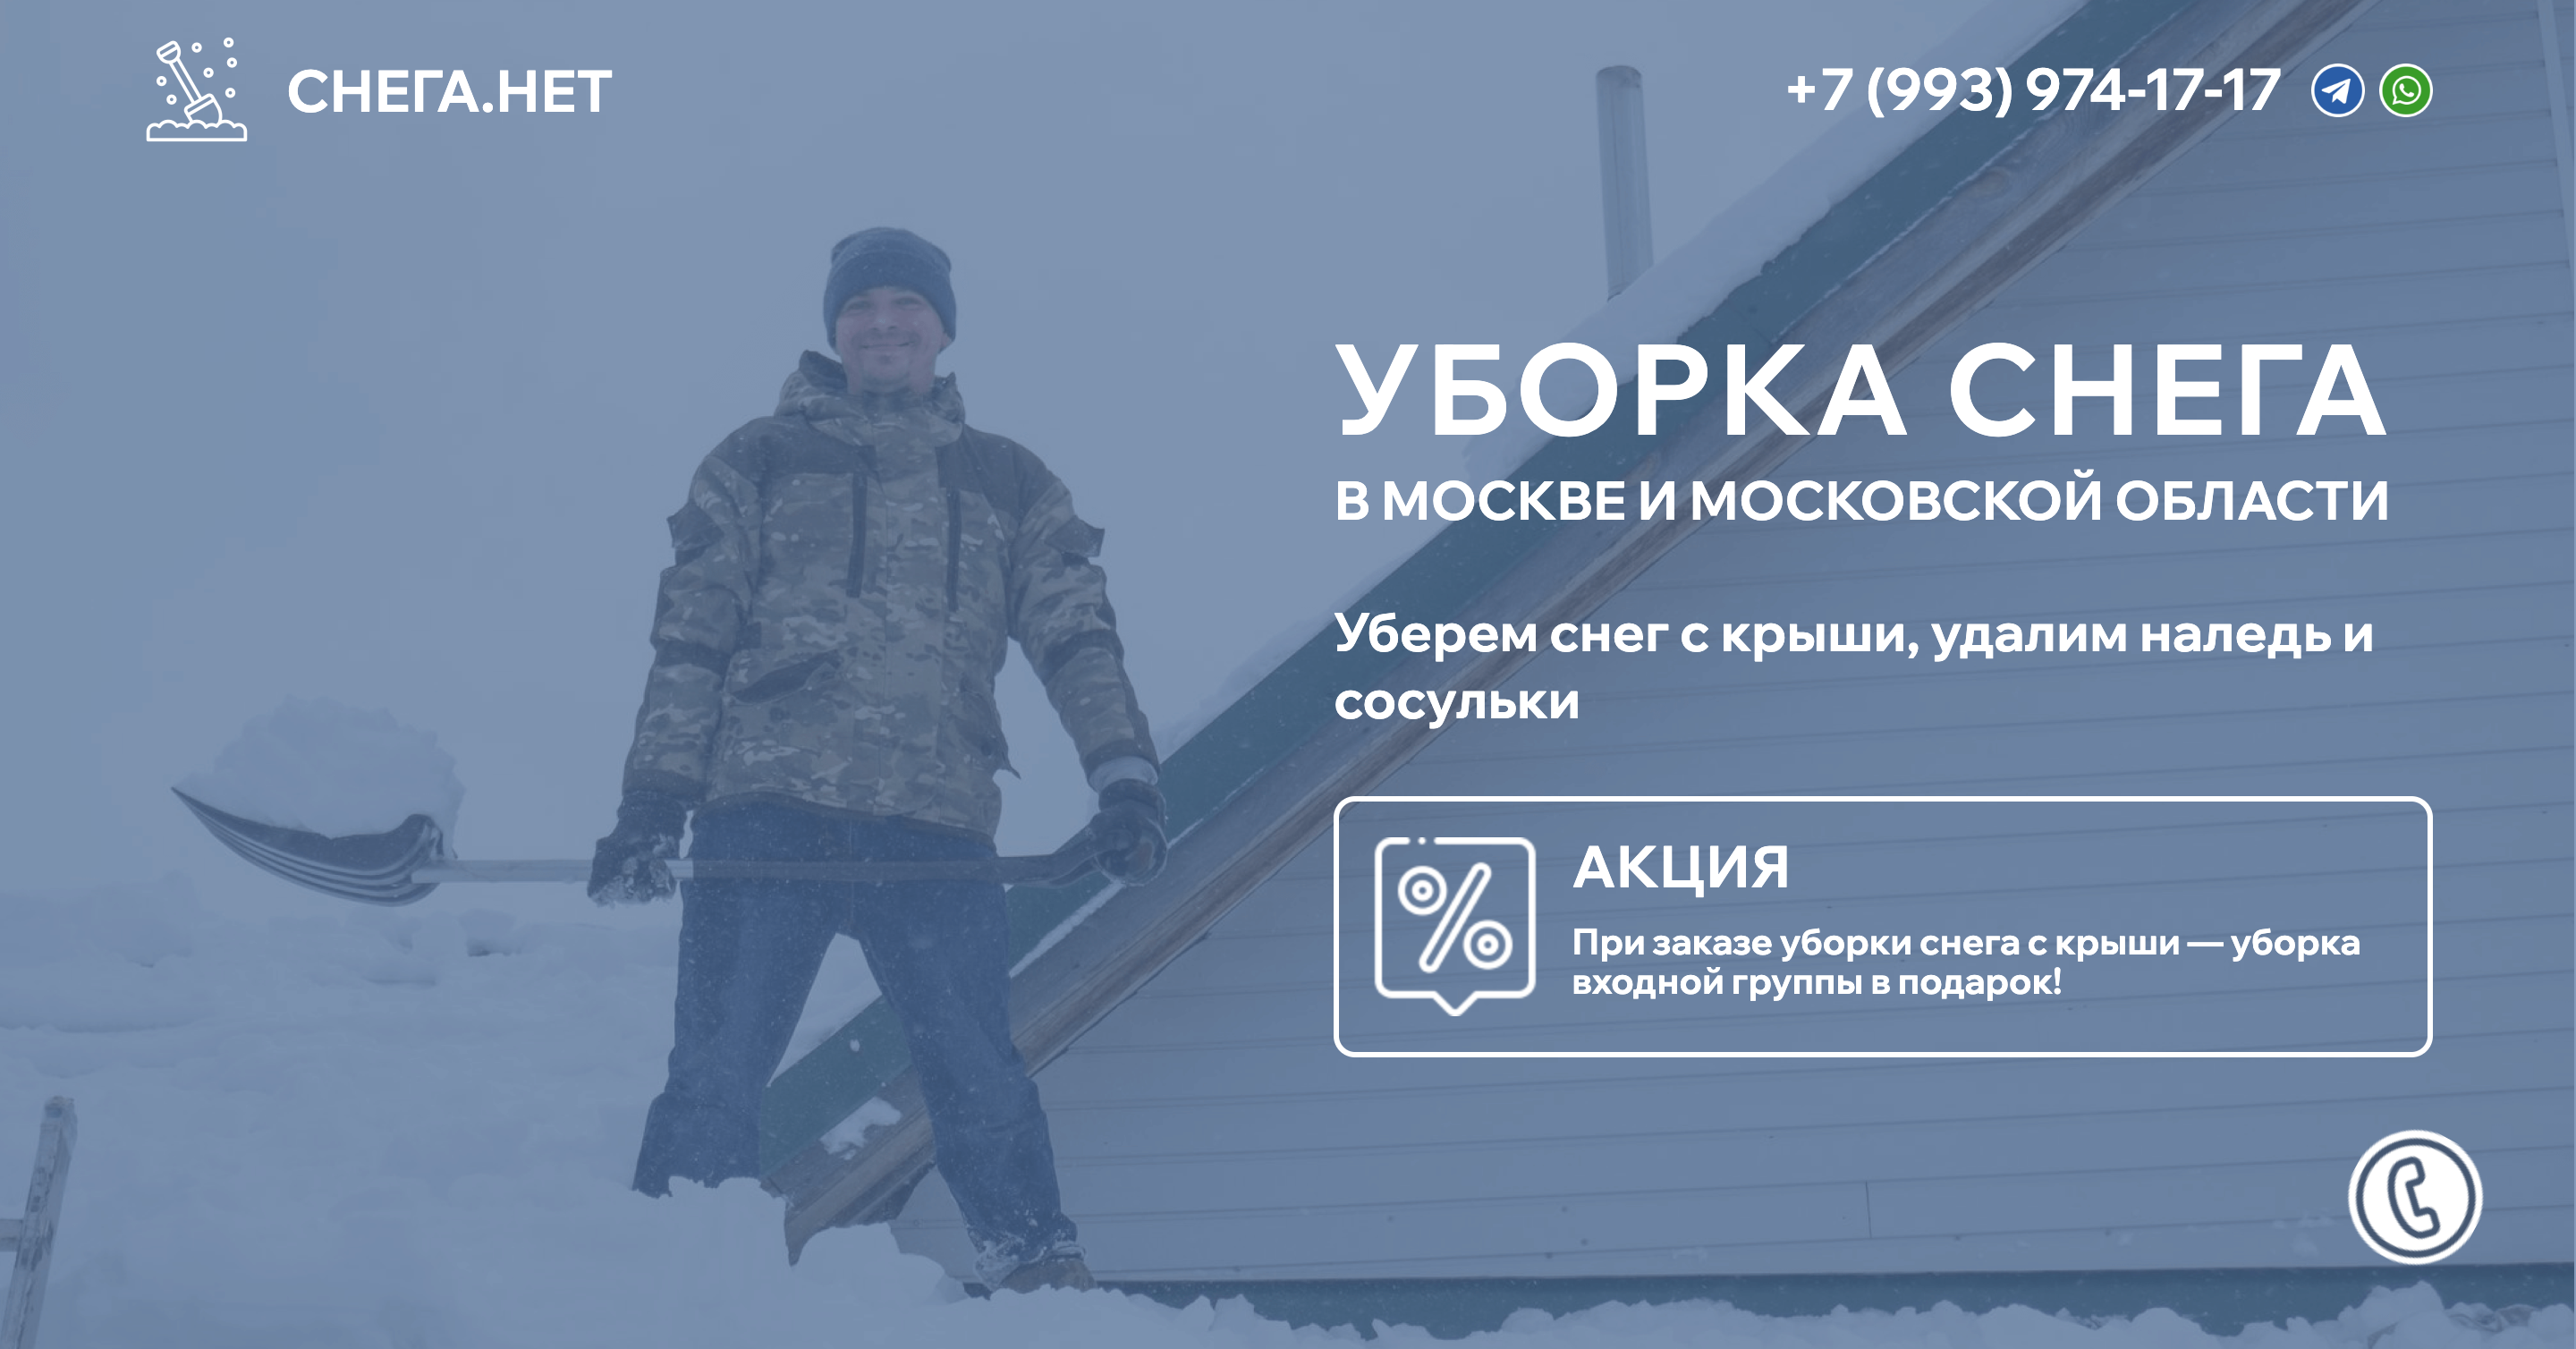 СНЕГА.НЕТ
+7 (993) 974-17-17
УБОРКА СНЕГА
В МОСКВЕ И МОСКОВСКОЙ ОБЛАСТИ
Уберем снег с крыши, удалим наледь и
сосульки
%
АКЦИЯ
При заказе уборки снега с крыши — уборка
входной группы в подарок!